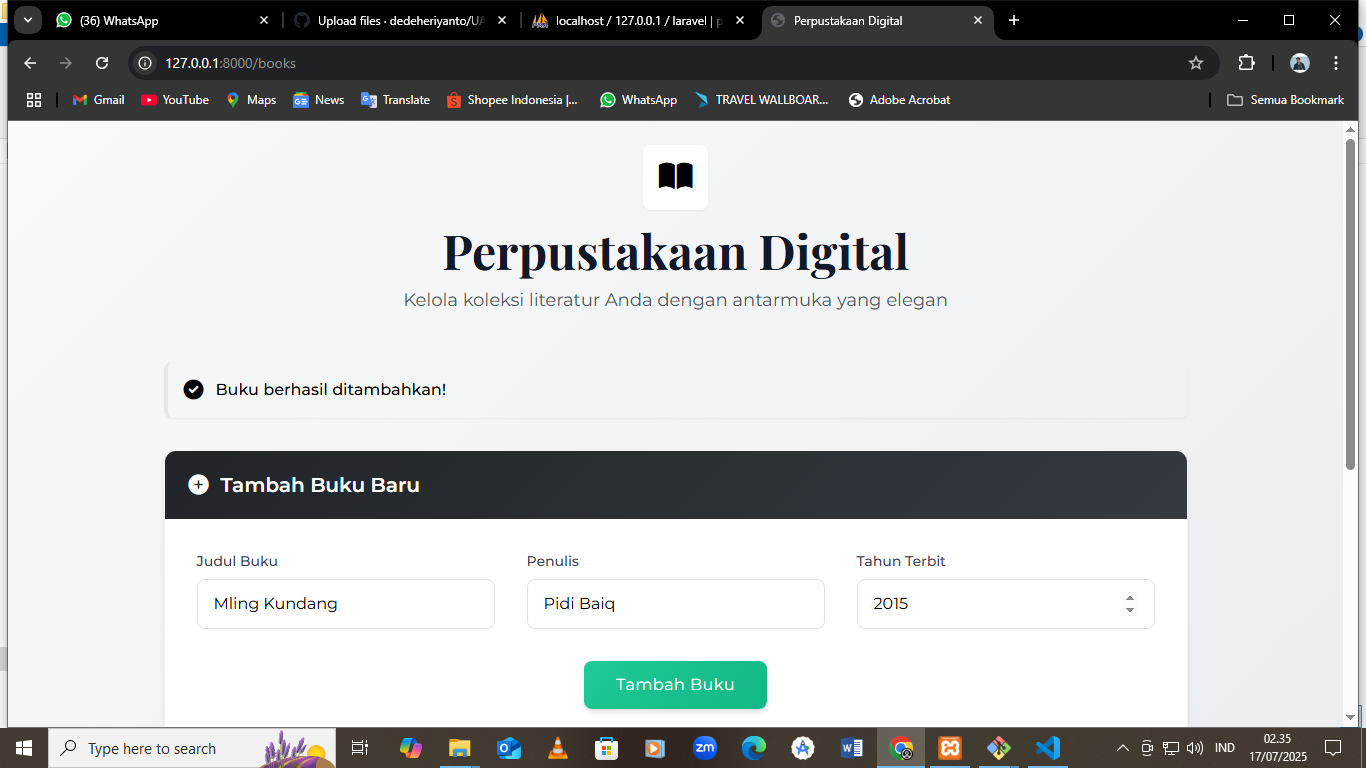 (36) WhatsApp
Upload files · dedeheriyanto/UA
localhost / 127.0.0.1 / laravel | p
Perpustakaan Digital
127.0.0.1:8000/books
Gmail
YouTube
Maps
News
Translate
Shopee Indonesia |...
WhatsApp
TRAVEL WALLBOAR...
Adobe Acrobat
Semua Bookmark
Perpustakaan Digital
Kelola koleksi literatur Anda dengan antarmuka yang elegan
Buku berhasil ditambahkan!
Tambah Buku Baru
Judul Buku
Penulis
Tahun Terbit
Mling Kundang
Pidi Baiq
2015
Tambah Buku
Type here to search
zm
IND
02.35
17/07/2025